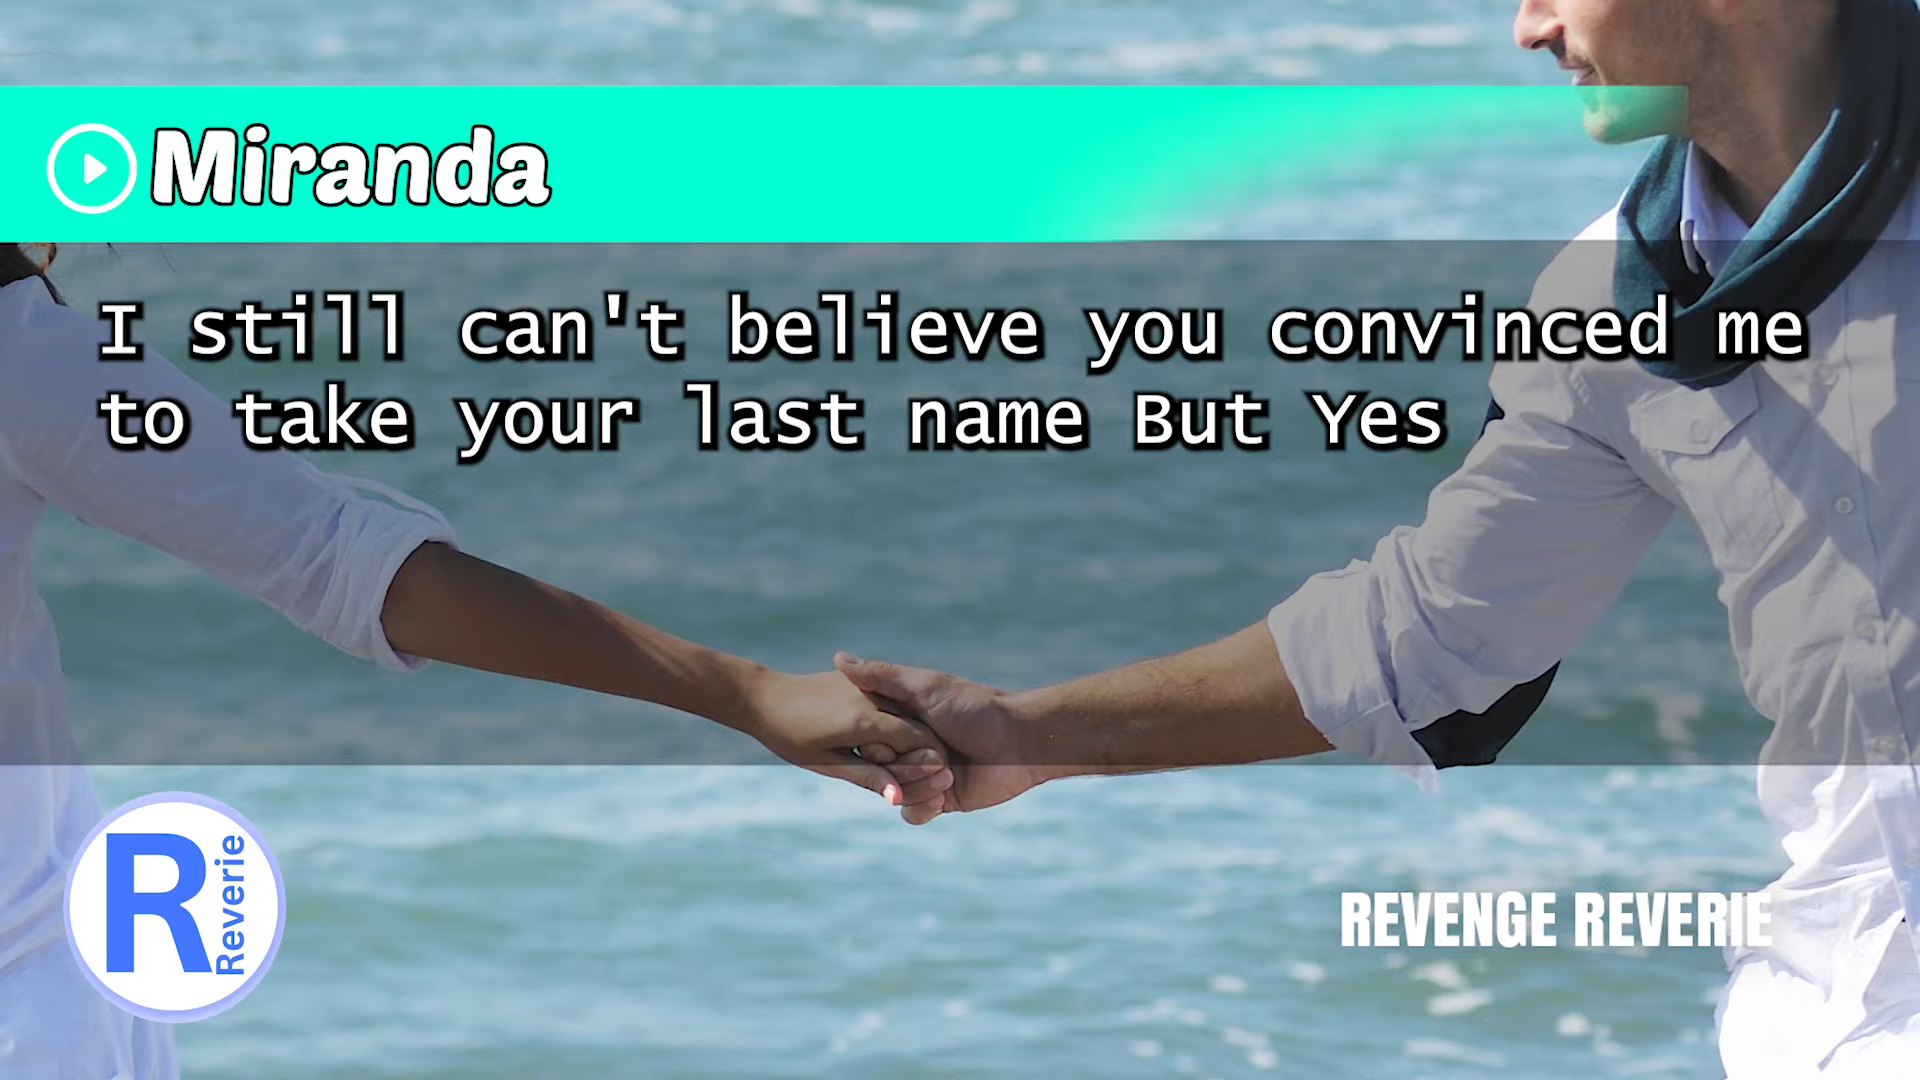 Miranda
I still can't believe you convinced me
to take your last name But Yes
R
Reverie
REVENGE REVERIE